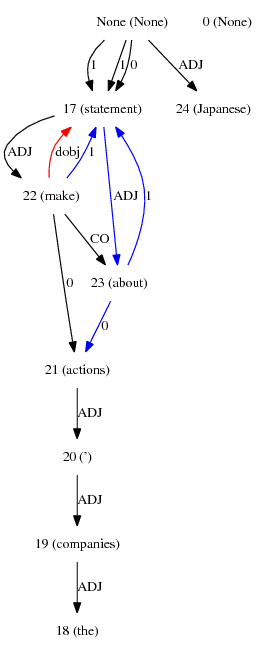 None (None) 0 (None)
1 1 0 ADJ
17 (statement) 24 (Japanese)
ADJ dobj 1
22 (make) ADJ 1
CO
0 23 (about)
0
21 (actions)
ADJ
20 (')
ADJ
19 (companies)
ADJ
18 (the)